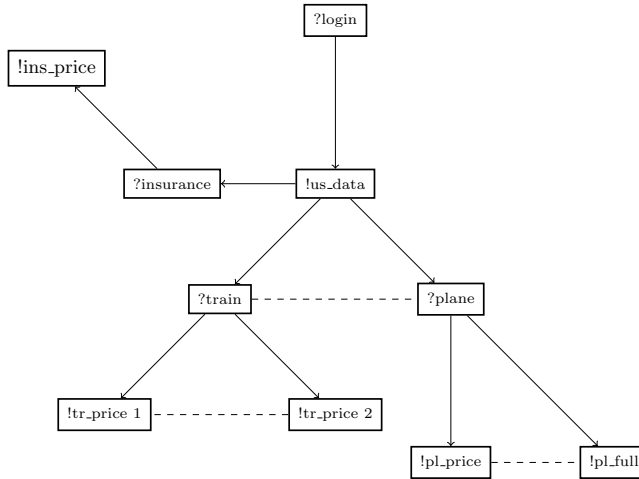 ?login
!ins_price
?insurance
!us_data
?train
?plane
!tr_price 1
!tr_price 2
!pl_price
!pl_full